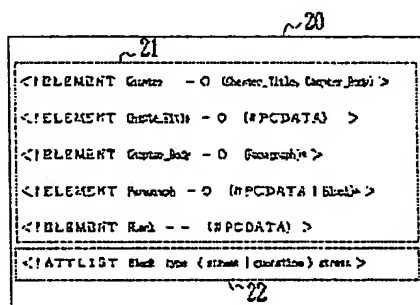 20
21
<!ELEMENT Chapter - O (Chapter_Title, Chapter_Body) >
<!ELEMENT Chapter_Title - O (#PCDATA) >
<!ELEMENT Chapter_Body - O (Paragraph)+ >
<!ELEMENT Paragraph - O (#PCDATA | Block)+ >
<!ELEMENT Block - - (#PCDATA) >
<!ATTLIST Block type ( stress | quotation ) stress >
22